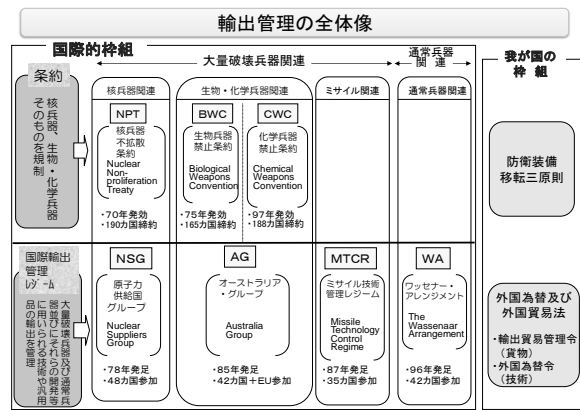 輸出管理の全体像
国際的枠組
大量破壊兵器関連
通常兵器
関　連
我が国の
枠 組
条約
核兵器、生物・化学兵器
そのものを規制
核兵器関連
生物・化学兵器関連
ミサイル関連
通常兵器関連
NPT
核兵器
不拡散
条約
Nuclear
Non-
proliferation
Treaty
・70年発効
・190カ国締約
BWC
生物兵器
禁止条約
Biological
Weapons
Convention
・75年発効
・165カ国締約
CWC
化学兵器
禁止条約
Chemical
Weapons
Convention
・97年発効
・188カ国締約
防衛装備
移転三原則
国際輸出
管理
ﾚｼﾞｰﾑ
大量破壊兵器及び通常兵
器並びにそれらの開発等
に用いられる技術や汎用
品の輸出を管理
NSG
原子力
供給国
グループ
Nuclear
Suppliers
Group
・78年発足
・48カ国参加
AG
オーストラリア
・グループ
Australia
Group
・85年発足
・42カ国＋EU参加
MTCR
ミサイル技術
管理レジーム
Missile
Technology
Control
Regime
・87年発足
・35カ国参加
WA
ワッセナー・
アレンジメント
The
Wassenaar
Arrangement
・96年発足
・42カ国参加
外国為替及び
外国貿易法
・輸出貿易管理令
（貨物）
・外国為替令
（技術）